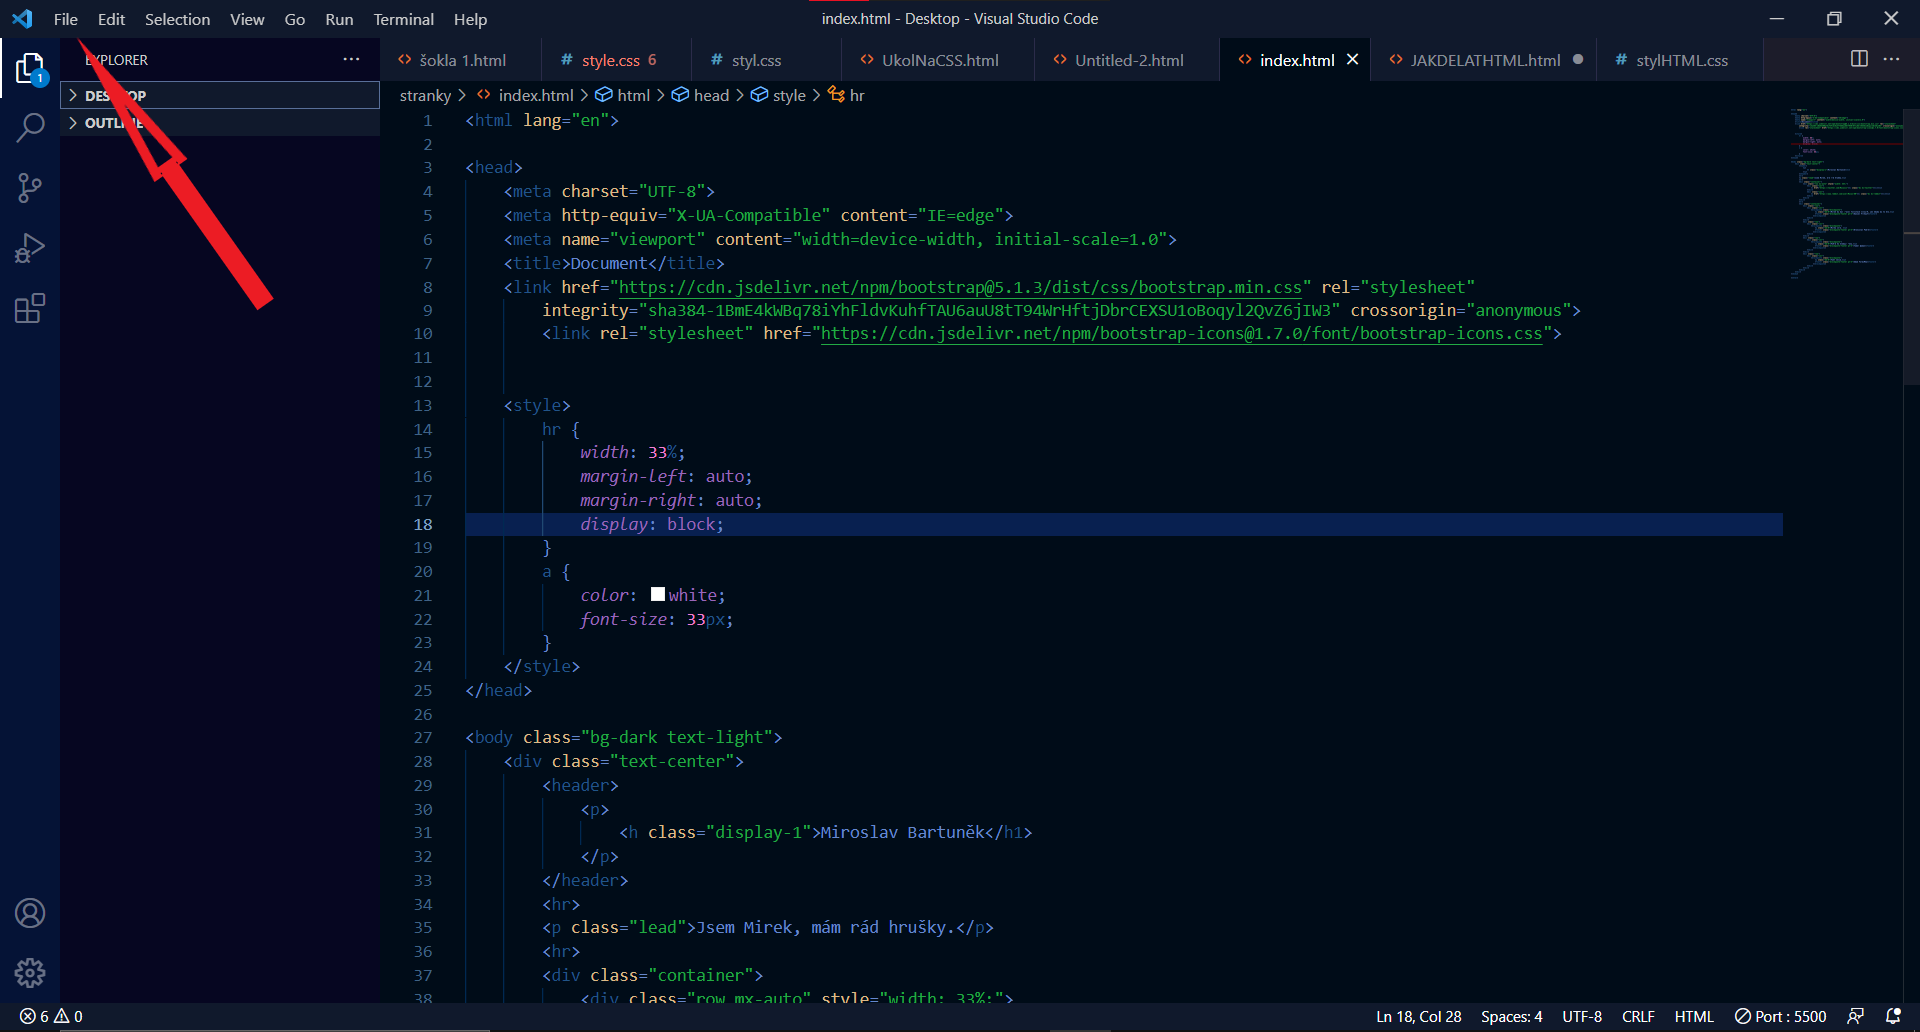 File Edit Selection View Go Run Terminal Help
index.html - Desktop - Visual Studio Code
EXPLORER
šokla 1.html
style.css 6
styl.css
UkolNaCSS.html
Untitled-2.html
index.html
JAKDELATHTML.html
stylHTML.css
1
DESKTOP
OUTLINE
stranky > index.html > html > head > style > hr
1 <html lang="en">
2
3 <head>
4 <meta charset="UTF-8">
5 <meta http-equiv="X-UA-Compatible" content="IE=edge">
6 <meta name="viewport" content="width=device-width, initial-scale=1.0">
7 <title>Document</title>
8 <link href="https://cdn.jsdelivr.net/npm/bootstrap@5.1.3/dist/css/bootstrap.min.css" rel="stylesheet"
9 integrity="sha384-1BmE4kWBq78iYhFldvKuhfTAU6auU8tT94WrHftjDbrCEXSU1oBoqyl2QvZ6jIW3" crossorigin="anonymous">
10 <link rel="stylesheet" href="https://cdn.jsdelivr.net/npm/bootstrap-icons@1.7.0/font/bootstrap-icons.css">
11
12
13 <style>
14 hr {
15 width: 33%;
16 margin-left: auto;
17 margin-right: auto;
18 display: block;
19 }
20 a {
21 color: white;
22 font-size: 33px;
23 }
24 </style>
25 </head>
26
27 <body class="bg-dark text-light">
28 <div class="text-center">
29 <header>
30 <p>
31 <h class="display-1">Miroslav Bartuněk</h1>
32 </p>
33 </header>
34 <hr>
35 <p class="lead">Jsem Mirek, mám rád hrušky.</p>
36 <hr>
37 <div class="container">
38 <div class="row mx-auto" style="width: 33%;">
6 0
Ln 18, Col 28 Spaces: 4 UTF-8 CRLF HTML Port : 5500